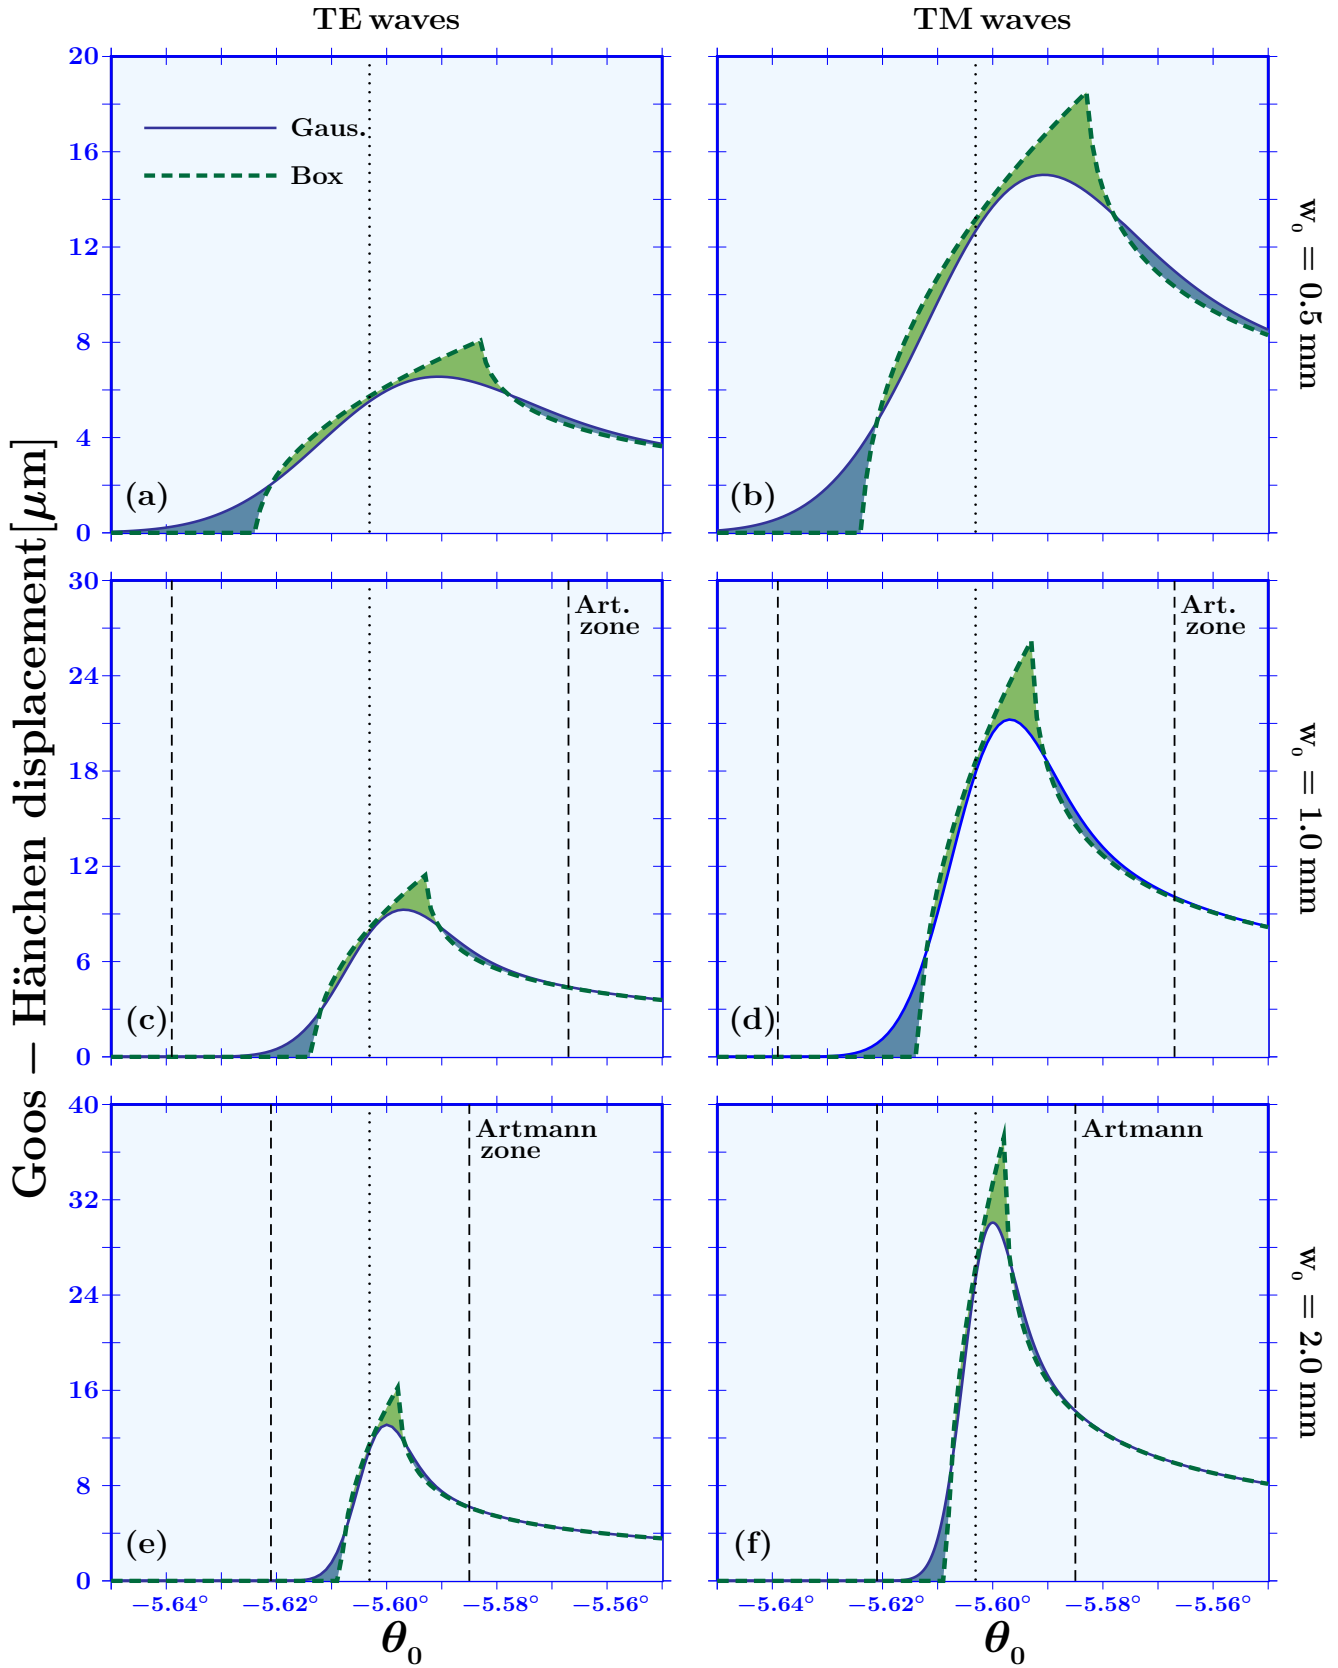 TE waves
TM waves
Goos — Hänchen displacement[μm]
20
16
12
8
4
0
Gaus.
Box
(a)
(b)
w₀ = 0.5 mm
30
24
18
12
6
0
Art.
zone
(c)
Art.
zone
(d)
w₀ = 1.0 mm
40
32
24
16
8
0
Artmann
zone
(e)
Artmann
(f)
w₀ = 2.0 mm
−5.64° −5.62° −5.60° −5.58° −5.56°
−5.64° −5.62° −5.60° −5.58° −5.56°
θ₀
θ₀